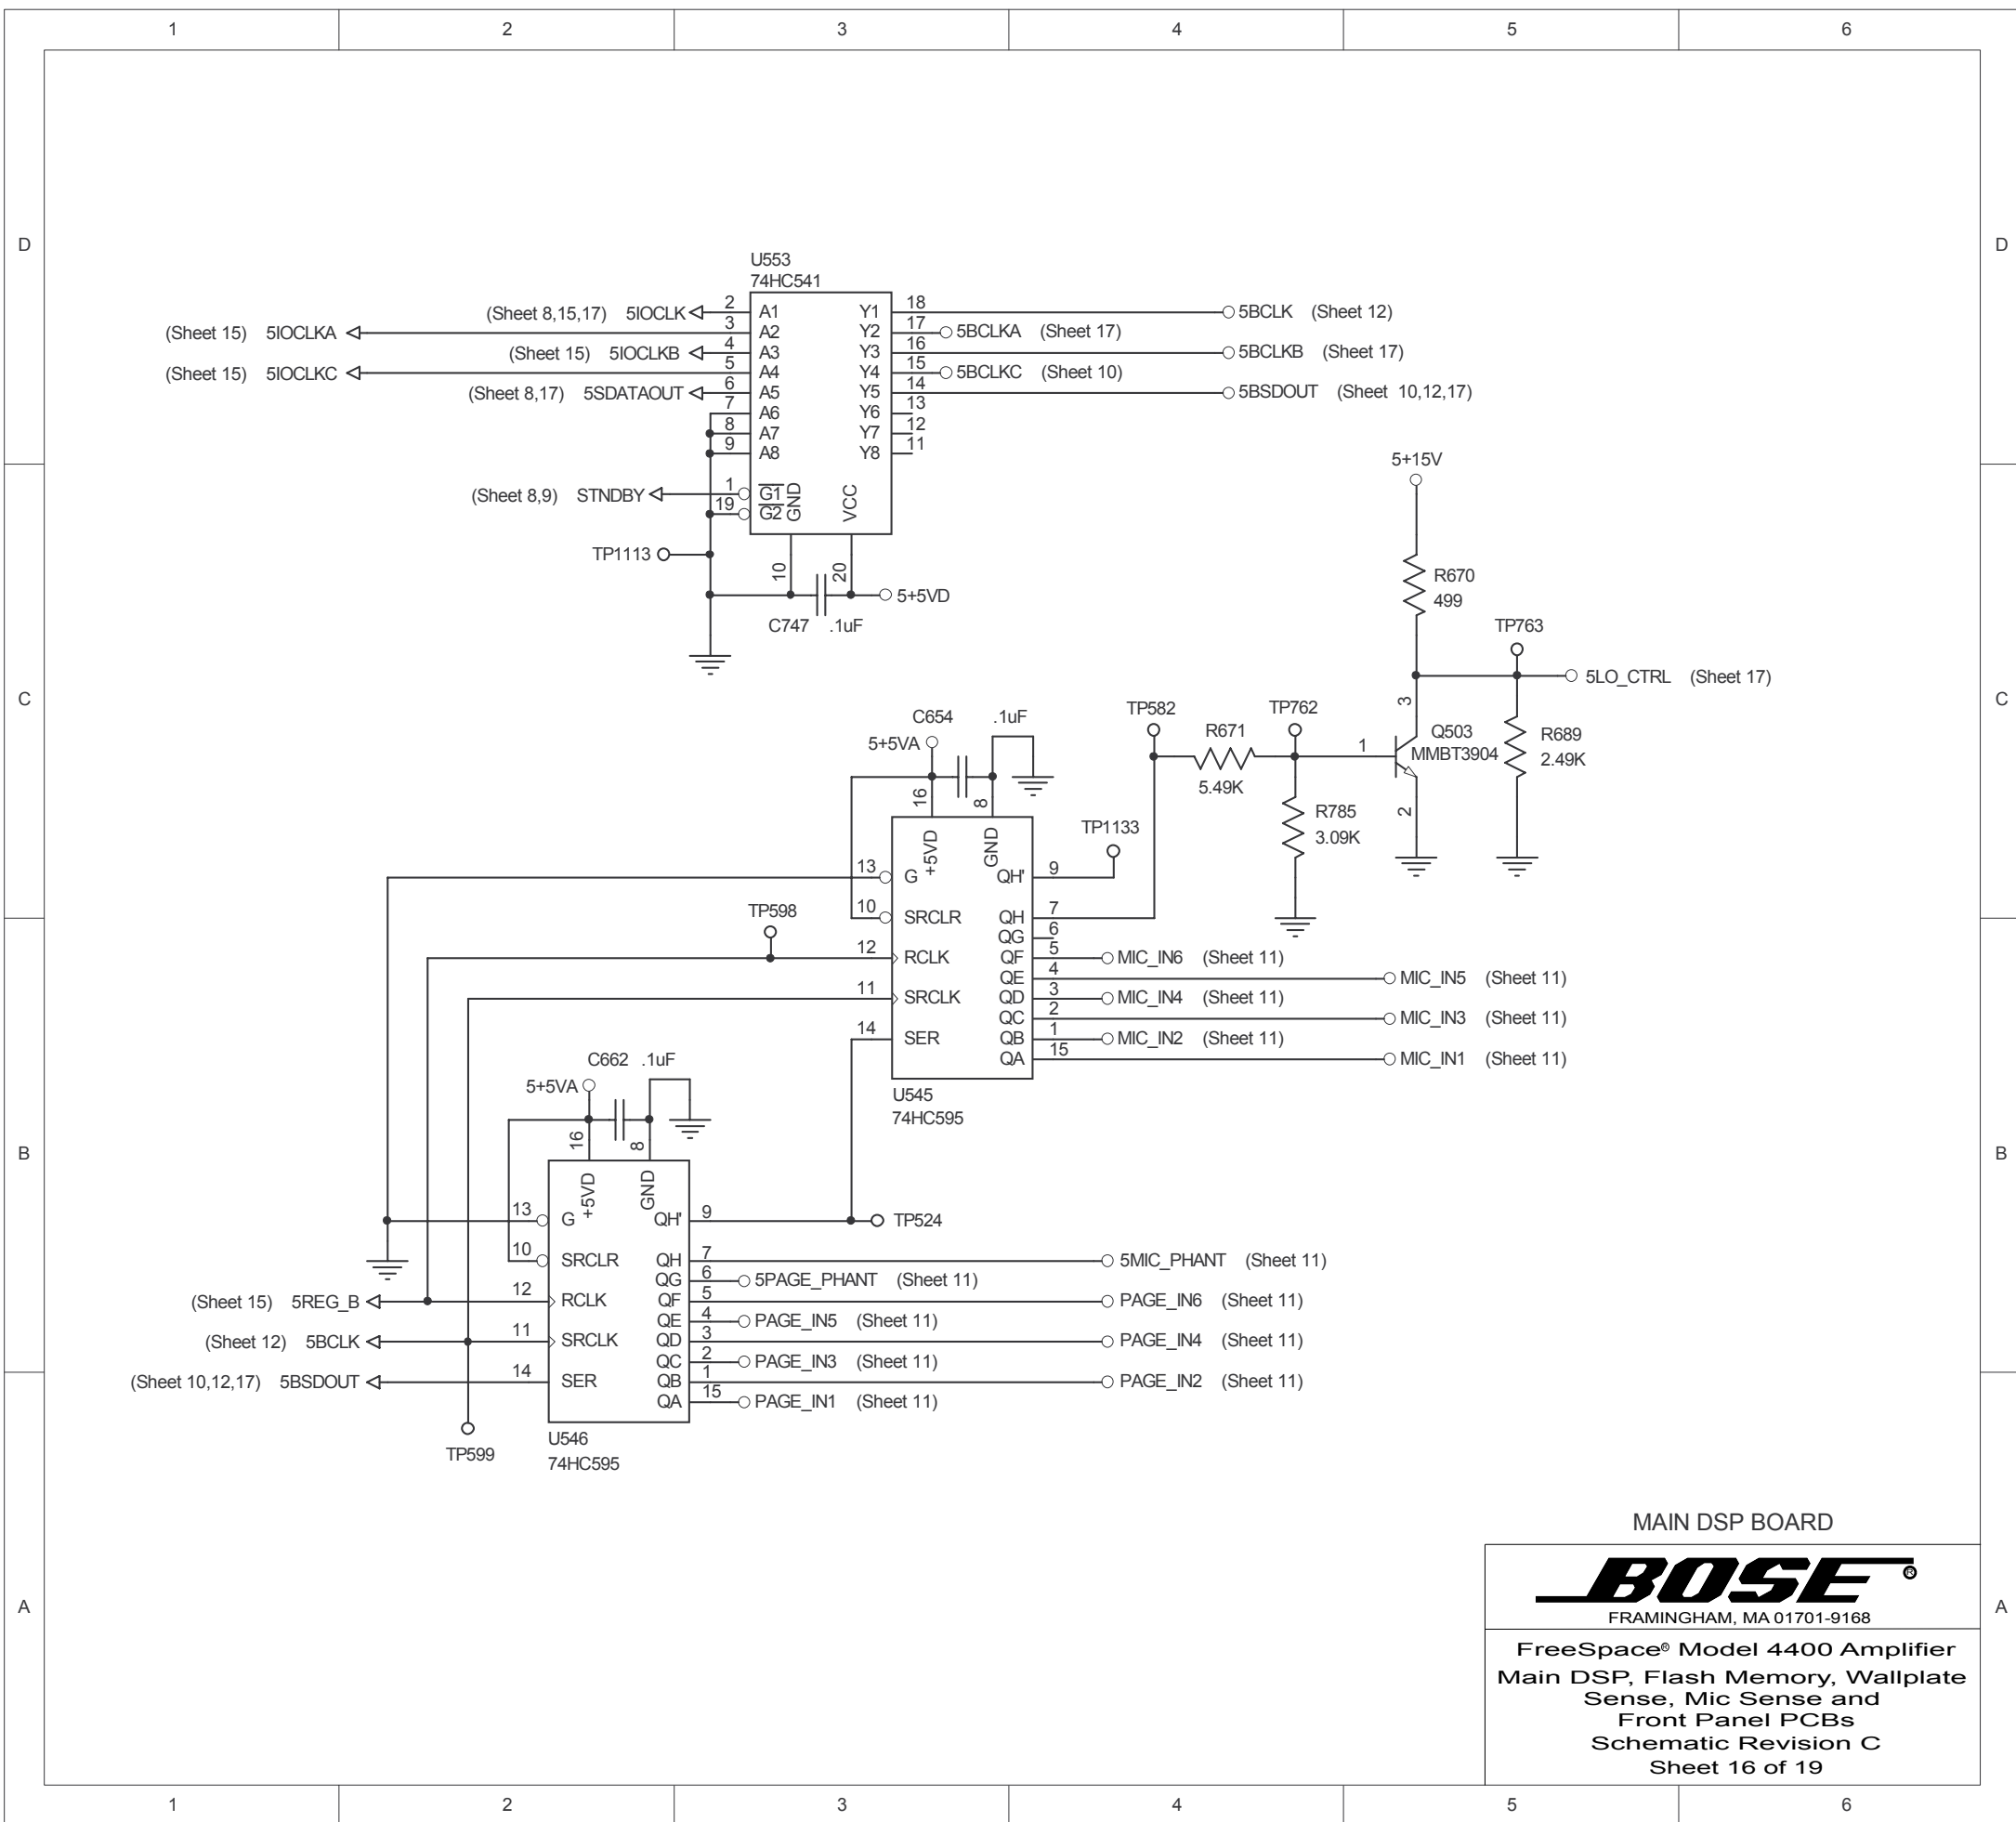 1 2 3 4 5 6
D D
U553
74HC541
(Sheet 8,15,17) 5IOCLK 2 A1 Y1 18 5BCLK (Sheet 12)
(Sheet 15) 5IOCLKA 3 A2 Y2 17 5BCLKA (Sheet 17)
(Sheet 15) 5IOCLKB 4 A3 Y3 16 5BCLKB (Sheet 17)
(Sheet 15) 5IOCLKC 5 A4 Y4 15 5BCLKC (Sheet 10)
(Sheet 8,17) 5SDATAOUT 6 A5 Y5 14 5BSDOUT (Sheet 10,12,17)
7 A6 Y6 13
8 A7 Y7 12
9 A8 Y8 11
5+15V
(Sheet 8,9) STNDBY 1 G1 GND VCC
19 G2
TP1113 10 20
5+5VD
C747 .1uF
R670
499
TP763
5LO_CTRL (Sheet 17)
C C
C654 .1uF
5+5VA
TP582 R671 TP762
5.49K
3 1 2
Q503
MMBT3904
R689
2.49K
R785
3.09K
16 8
+5VD GND
TP1133
13 G QH' 9
10 SRCLR QH 7
QG 6
TP598
12 RCLK QF 5 MIC_IN6 (Sheet 11)
QE 4 MIC_IN5 (Sheet 11)
11 SRCLK QD 3 MIC_IN4 (Sheet 11)
QC 2 MIC_IN3 (Sheet 11)
14 SER QB 1 MIC_IN2 (Sheet 11)
QA 15 MIC_IN1 (Sheet 11)
U545
74HC595
C662 .1uF
5+5VA
B B
16 8
+5VD GND
13 G QH' 9 TP524
10 SRCLR QH 7 5MIC_PHANT (Sheet 11)
QG 6 5PAGE_PHANT (Sheet 11)
(Sheet 15) 5REG_B 12 RCLK QF 5 PAGE_IN6 (Sheet 11)
QE 4 PAGE_IN5 (Sheet 11)
(Sheet 12) 5BCLK 11 SRCLK QD 3 PAGE_IN4 (Sheet 11)
QC 2 PAGE_IN3 (Sheet 11)
(Sheet 10,12,17) 5BSDOUT 14 SER QB 1 PAGE_IN2 (Sheet 11)
QA 15 PAGE_IN1 (Sheet 11)
TP599
U546
74HC595
MAIN DSP BOARD
BOSE®
FRAMINGHAM, MA 01701-9168
A A
FreeSpace® Model 4400 Amplifier
Main DSP, Flash Memory, Wallplate
Sense, Mic Sense and
Front Panel PCBs
Schematic Revision C
Sheet 16 of 19
1 2 3 4 5 6